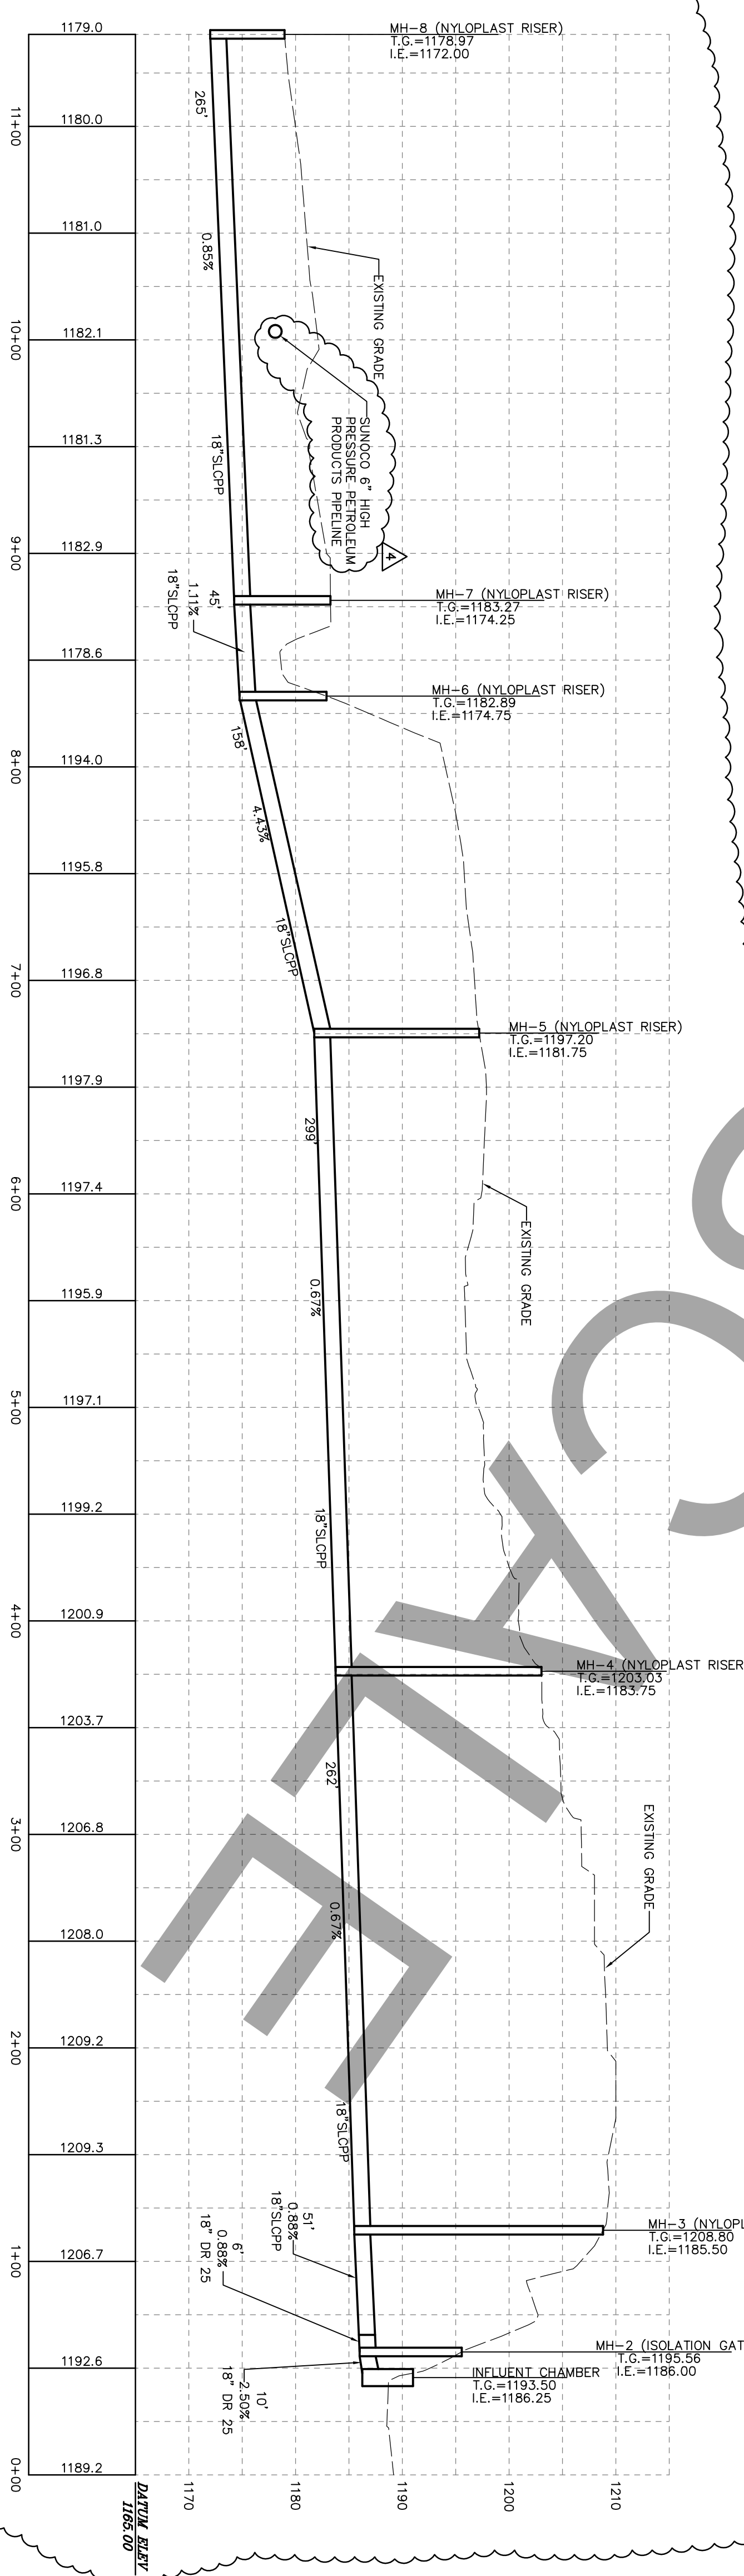 MH-8 (NYLOPLAST RISER)
T.G.=1178.97
I.E.=1172.00
1179.0
265'
11+00
1180.0
1181.0
0.85%
EXISTING GRADE
10+00
1182.1
SUNOCO 6" HIGH
PRESSURE PETROLEUM
PRODUCTS PIPELINE
4
1181.3
18"SLCPP
9+00
1182.9
MH-7 (NYLOPLAST RISER)
T.G.=1183.27
I.E.=1174.25
45'
1.11%
18"SLCPP
1178.6
MH-6 (NYLOPLAST RISER)
T.G.=1182.89
I.E.=1174.75
158'
8+00
1194.0
4.43%
1195.8
18"SLCPP
7+00
1196.8
MH-5 (NYLOPLAST RISER)
T.G.=1197.20
I.E.=1181.75
1197.9
299'
6+00
1197.4
EXISTING GRADE
1195.9
0.67%
5+00
1197.1
1199.2
18"SLCPP
4+00
1200.9
MH-4 (NYLOPLAST RISER
T.G.=1203.03
I.E.=1183.75
1203.7
262'
3+00
1206.8
EXISTING GRADE
1208.0
0.67%
2+00
1209.2
18"SLCPP
1209.3
MH-3 (NYLOPL
T.G.=1208.80
I.E.=1185.50
51'
0.88%
18"SLCPP
6'
0.88%
18" DR 25
1+00
1206.7
MH-2 (ISOLATION GAT
T.G.=1195.56
I.E.=1186.00
1192.6
INFLUENT CHAMBER
T.G.=1193.50
I.E.=1186.25
10'
2.50%
18" DR 25
0+00
1189.2
DATUM ELEV
1165.00
1170
1180
1190
1200
1210
CALE